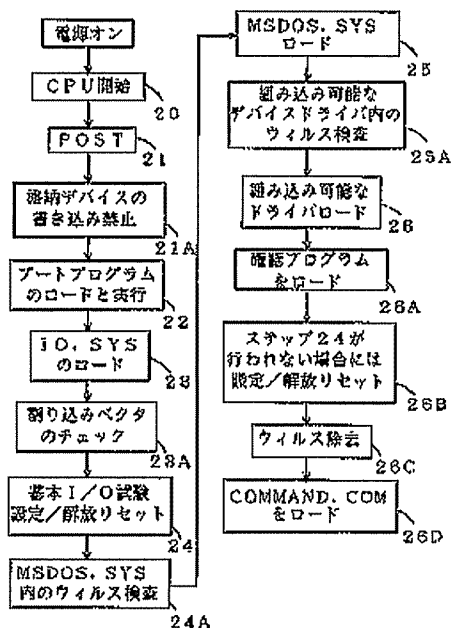 電源オン
CPU開始
20
POST
21
格納デバイスの
書き込み禁止
21A
ブートプログラム
のロードと実行
22
IO.SYS
のロード
23
割り込みベクタ
のチェック
23A
基本I/O試験
設定/解放リセット
24
MSDOS.SYS
内のウィルス検査
24A
MSDOS.SYS
ロード
25
組み込み可能な
デバイスドライバ内の
ウィルス検査
25A
組み込み可能な
ドライバロード
26
確認プログラム
をロード
26A
ステップ24が
行われない場合には
設定/解放リセット
26B
ウィルス除去
26C
COMMAND.COM
をロード
26D